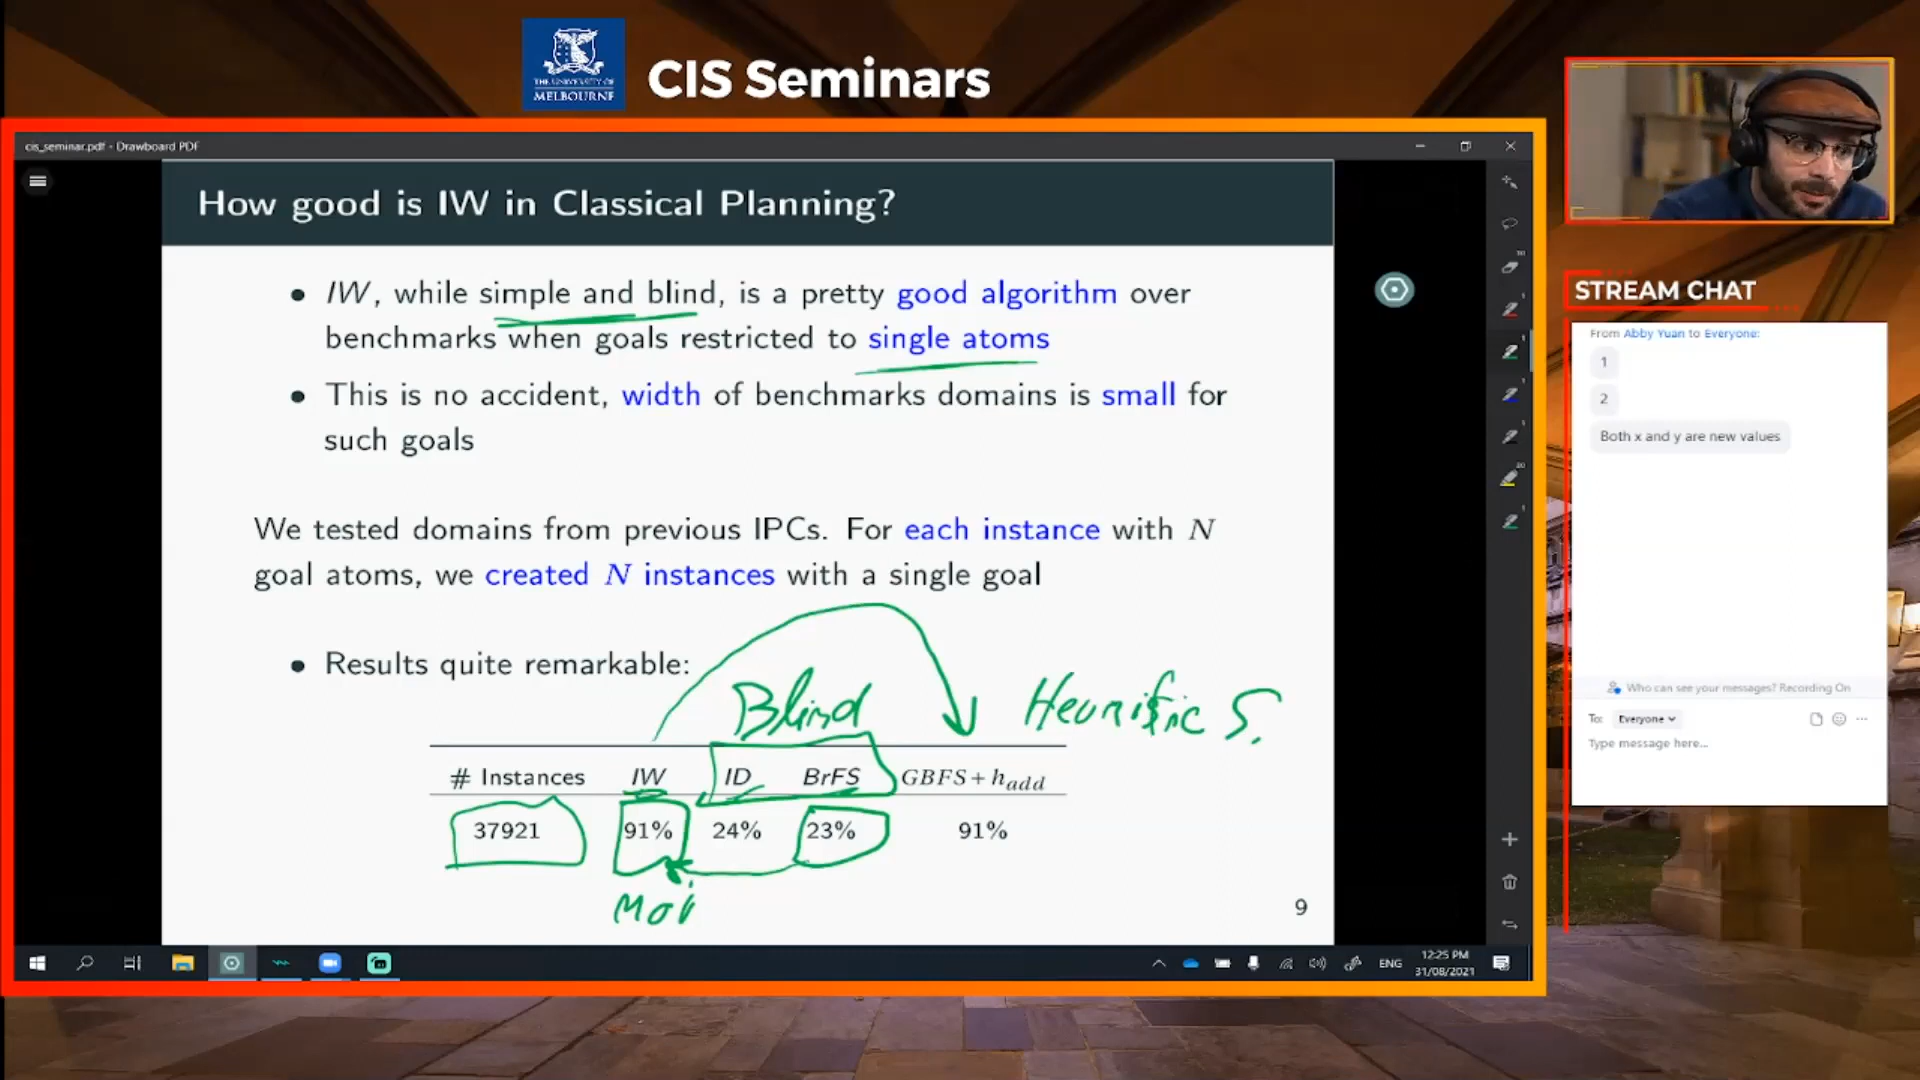 THE UNIVERSITY OF
MELBOURNE
CIS Seminars
cis_seminar.pdf - Drawboard PDF
How good is IW in Classical Planning?
• IW, while simple and blind, is a pretty good algorithm over
benchmarks when goals restricted to single atoms
• This is no accident, width of benchmarks domains is small for
such goals
We tested domains from previous IPCs. For each instance with N
goal atoms, we created N instances with a single goal
• Results quite remarkable:
Blind
Heuristic S.
# Instances IW ID BrFS GBFS + h_add
37921 91% 24% 23% 91%
9
12:25 PM
ENG
31/08/2021
STREAM CHAT
From Abby Yuan to Everyone:
1
2
Both x and y are new values
Who can see your messages? Recording On
To: Everyone
Type message here...